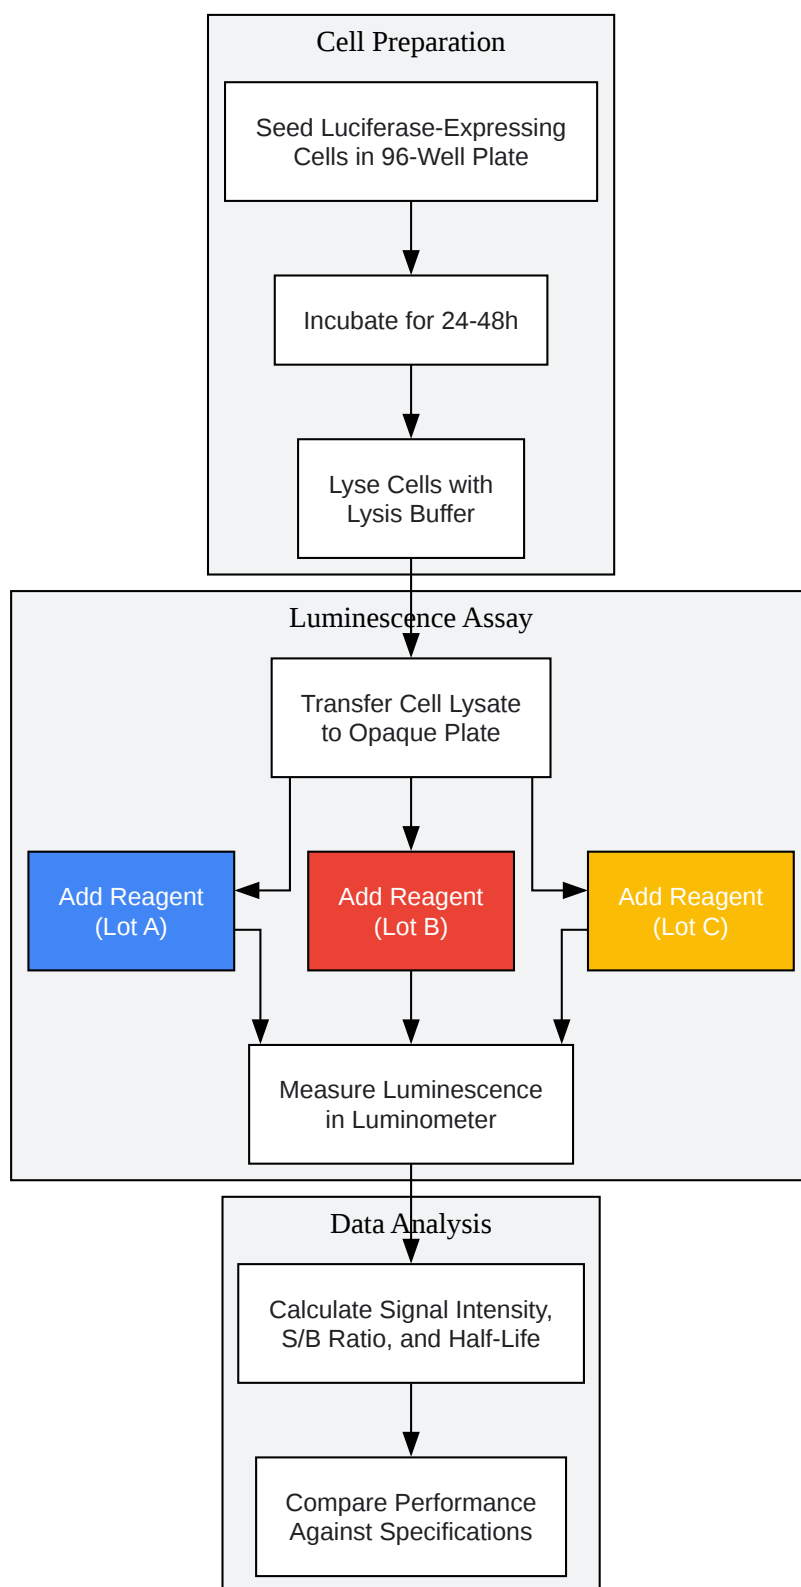 Cell Preparation
Seed Luciferase-Expressing
Cells in 96-Well Plate
Incubate for 24-48h
Lyse Cells with
Lysis Buffer
Luminescence Assay
Transfer Cell Lysate
to Opaque Plate
Add Reagent
(Lot A)
Add Reagent
(Lot B)
Add Reagent
(Lot C)
Measure Luminescence
in Luminometer
Data Analysis
Calculate Signal Intensity,
S/B Ratio, and Half-Life
Compare Performance
Against Specifications